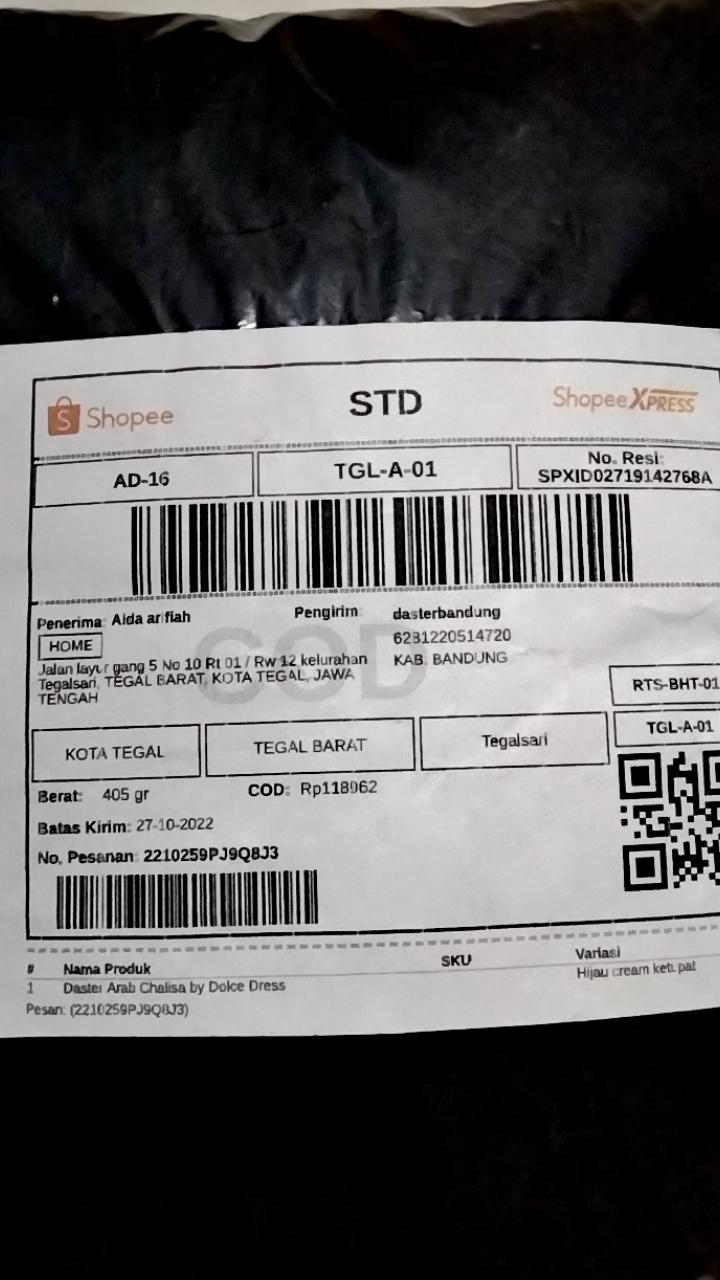 Shopee
STD
Shopee XPRESS
AD-16
TGL-A-01
No. Resi:
SPXID02719142768A
COD
Penerima: Aida arifiah
Pengirim:
dasterbandung
HOME
6281220514720
KAB. BANDUNG
Jalan layur gang 5 No 10 Rt 01 / Rw 12 kelurahan
Tegalsari, TEGAL BARAT, KOTA TEGAL, JAWA
TENGAH
RTS-BHT-01
KOTA TEGAL
TEGAL BARAT
Tegalsari
TGL-A-01
Berat: 405 gr
COD: Rp118962
Batas Kirim: 27-10-2022
No. Pesanan: 2210259PJ9Q8J3
# Nama Produk SKU Variasi
1 Daster Arab Chalisa by Dolce Dress Hijau cream ketupat
Pesan: (2210259PJ9Q8J3)